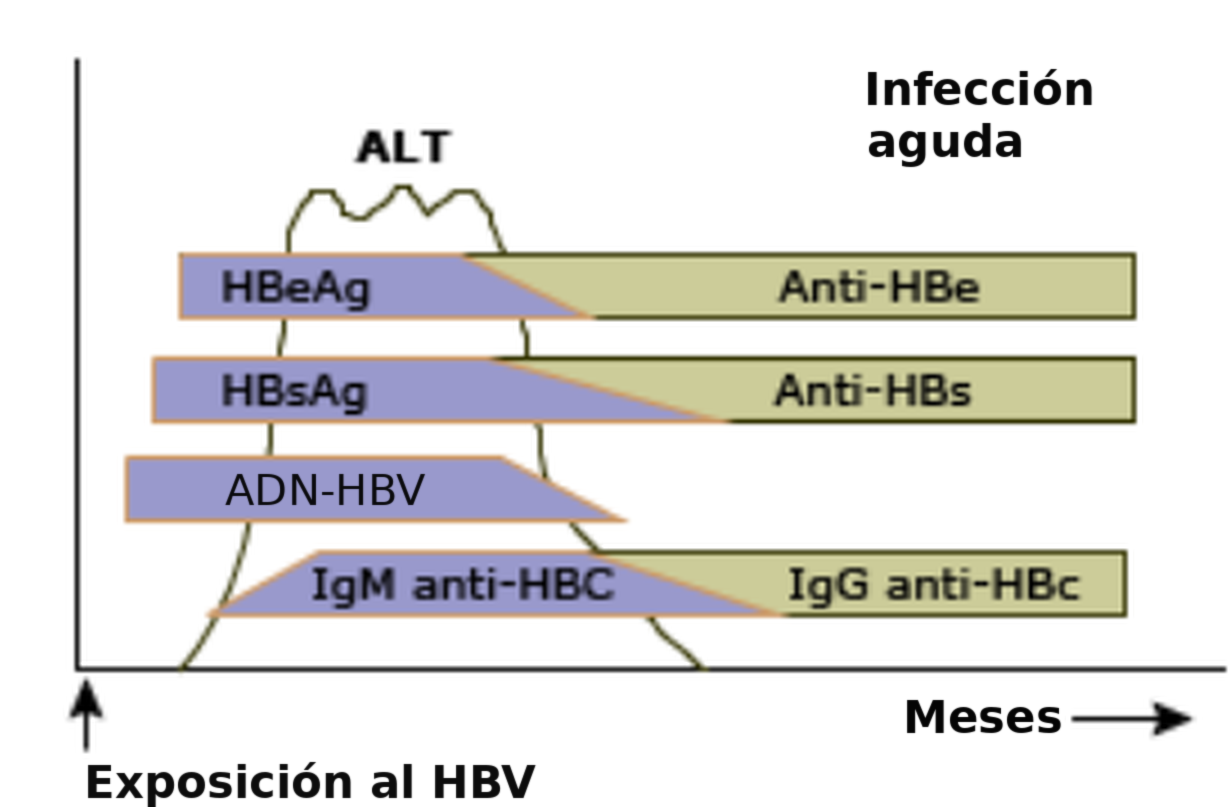 Infección
aguda
ALT
HBeAg Anti-HBe
HBsAg Anti-HBs
ADN-HBV
IgM anti-HBC IgG anti-HBc
Meses
Exposición al HBV